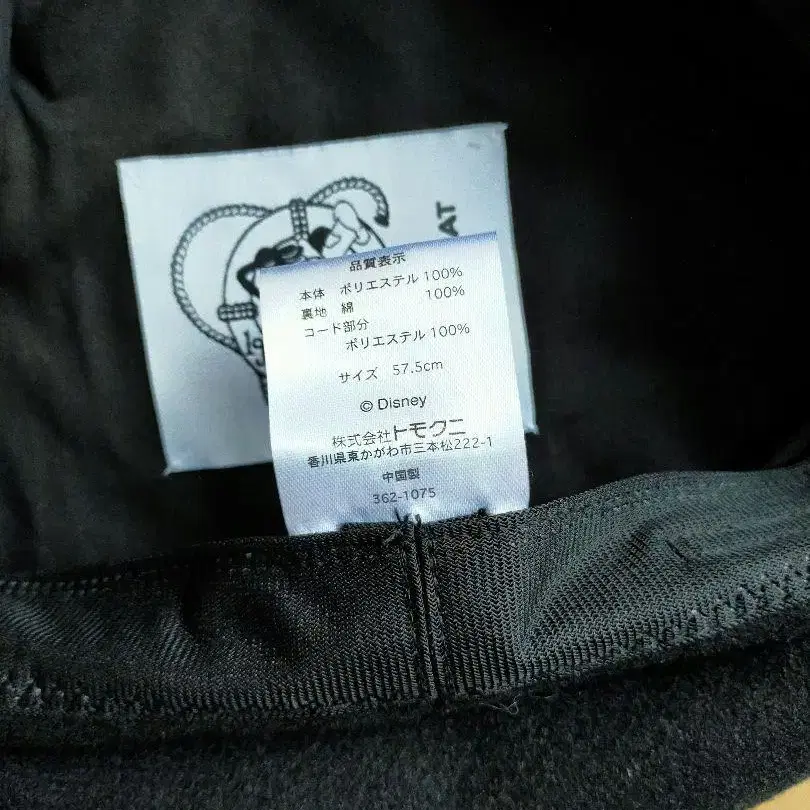 AT
19
品質表示
本体 ポリエステル 100%
裏地 綿 100%
コード部分
ポリエステル 100%
サイズ 57.5cm
© Disney
株式会社トモクニ
香川県東かがわ市三本松222-1
中国製
362-1075